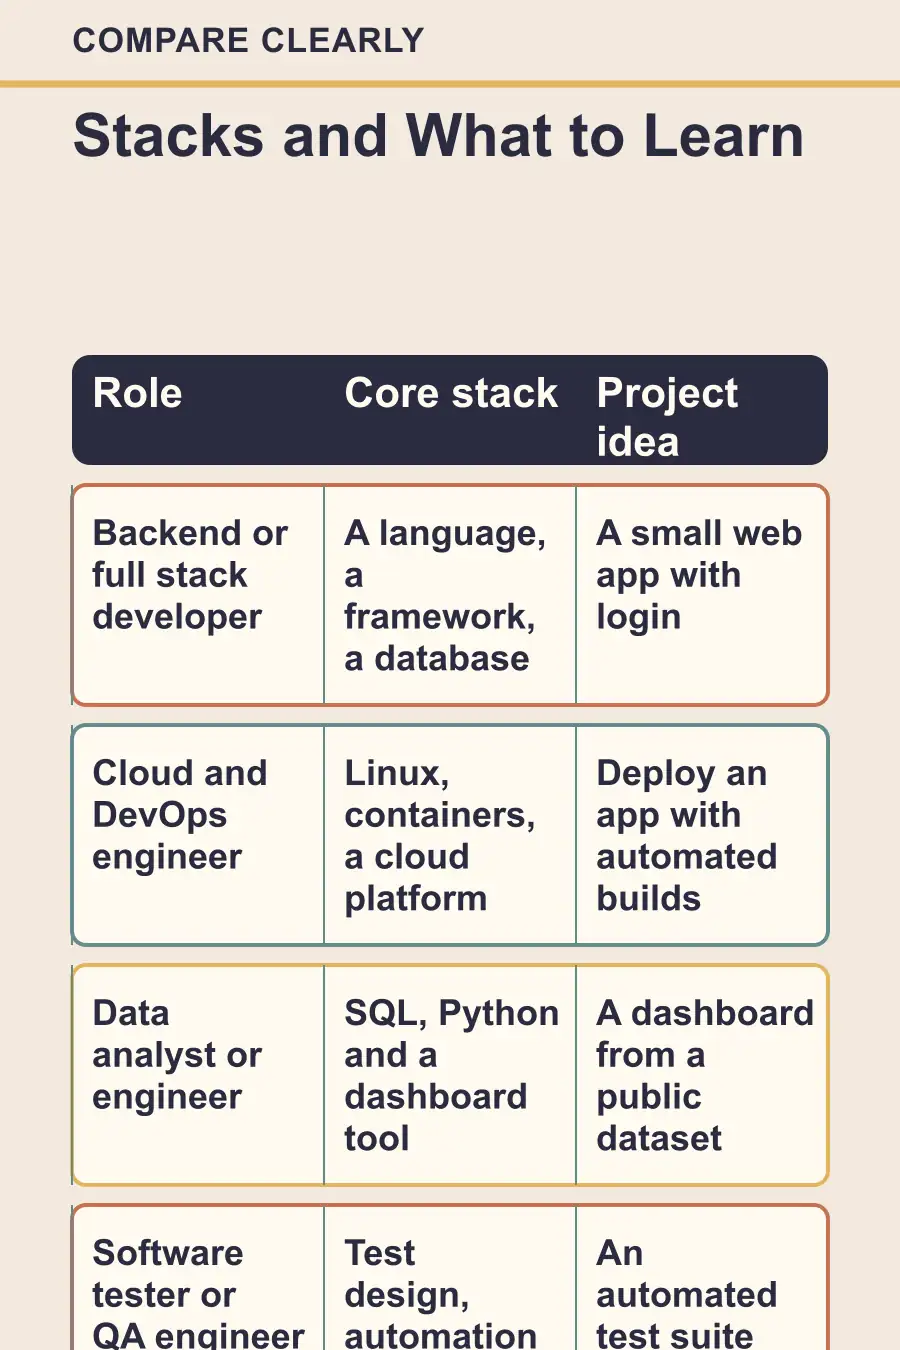 COMPARE CLEARLY
Stacks and What to Learn
Role
Core stack
Project
idea
Backend or
full stack
developer
A language,
a
framework,
a database
A small web
app with
login
Cloud and
DevOps
engineer
Linux,
containers,
a cloud
platform
Deploy an
app with
automated
builds
Data
analyst or
engineer
SQL, Python
and a
dashboard
tool
A dashboard
from a
public
dataset
Software
tester or
QA engineer
Test
design,
automation
An
automated
test suite